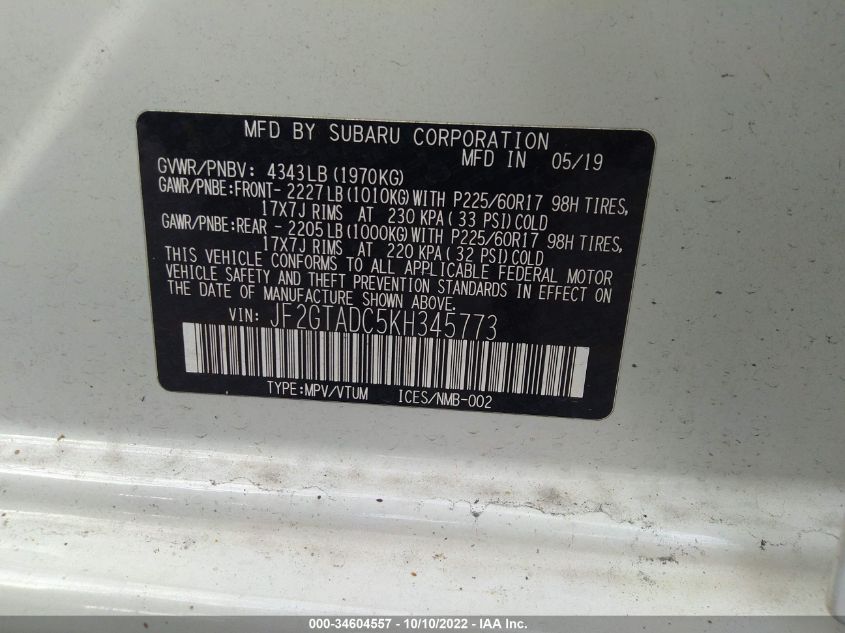 MFD BY SUBARU CORPORATION
MFD IN 05/19
GVWR/PNBV: 4343LB (1970KG)
GAWR/PNBE:FRONT- 2227LB (1010KG) WITH P225/60R17 98H TIRES,
17X7J RIMS AT 230 KPA ( 33 PSI) COLD
GAWR/PNBE:REAR - 2205LB (1000KG) WITH P225/60R17 98H TIRES,
17X7J RIMS AT 220 KPA ( 32 PSI) COLD
THIS VEHICLE CONFORMS TO ALL APPLICABLE FEDERAL MOTOR
VEHICLE SAFETY AND THEFT PREVENTION STANDARDS IN EFFECT ON
THE DATE OF MANUFACTURE SHOWN ABOVE.
VIN: JF2GTADC5KH345773
TYPE:MPV/VTUM ICES/NMB-002
000-34604557 - 10/10/2022 - IAA Inc.